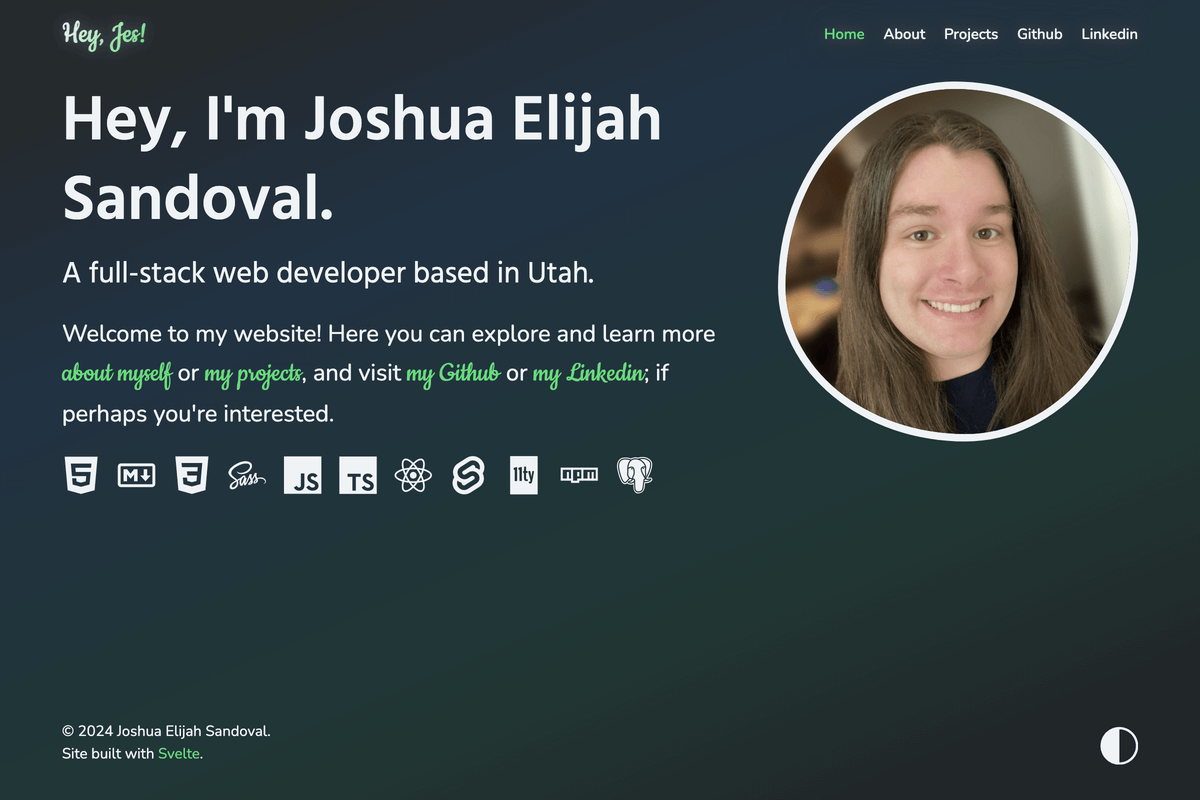 Hey, Jes!
Home About Projects Github Linkedin
Hey, I'm Joshua Elijah
Sandoval.
A full-stack web developer based in Utah.
Welcome to my website! Here you can explore and learn more
about myself or my projects, and visit my Github or my Linkedin; if
perhaps you're interested.
5 M 3 Sass JS TS 11ty npm
© 2024 Joshua Elijah Sandoval.
Site built with Svelte.